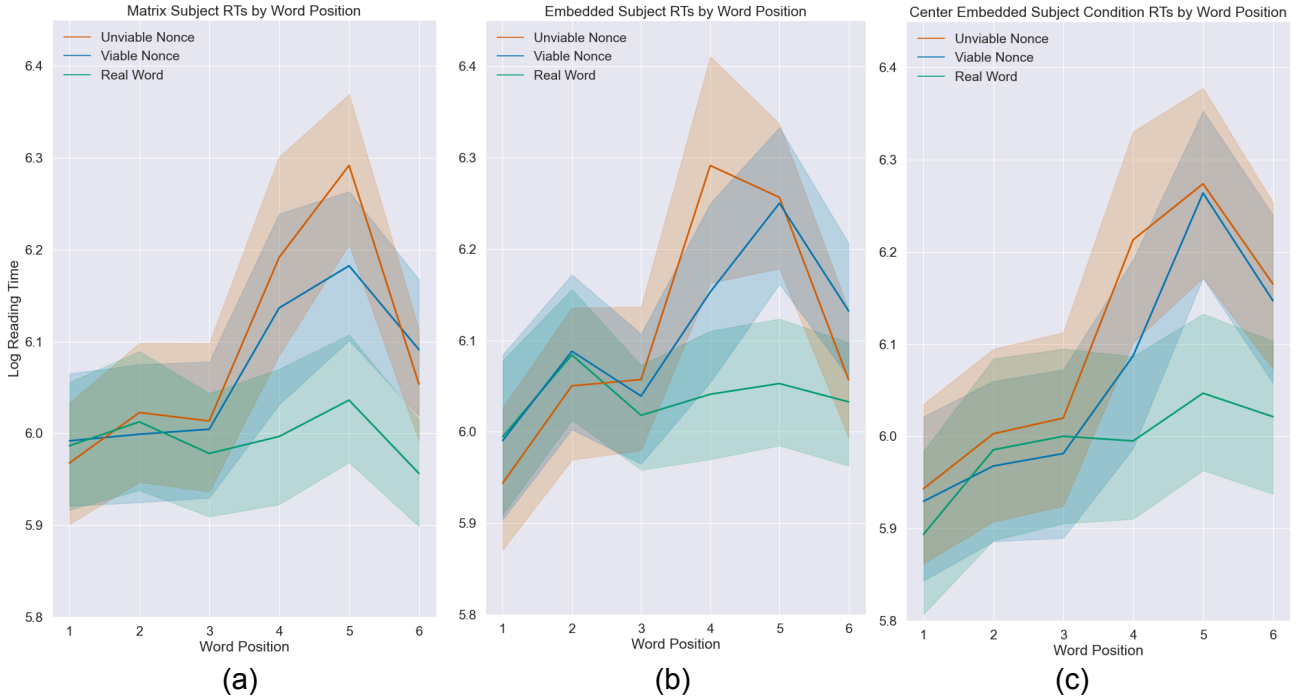 Matrix Subject RTs by Word Position
Unviable Nonce
Viable Nonce
Real Word
Log Reading Time
6.4
6.3
6.2
6.1
6.0
5.9
5.8
1 2 3 4 5 6
Word Position
(a)
Embedded Subject RTs by Word Position
Unviable Nonce
Viable Nonce
Real Word
6.4
6.3
6.2
6.1
6.0
5.9
5.8
1 2 3 4 5 6
Word Position
(b)
Center Embedded Subject Condition RTs by Word Position
Unviable Nonce
Viable Nonce
Real Word
6.4
6.3
6.2
6.1
6.0
5.9
5.8
1 2 3 4 5 6
Word Position
(c)